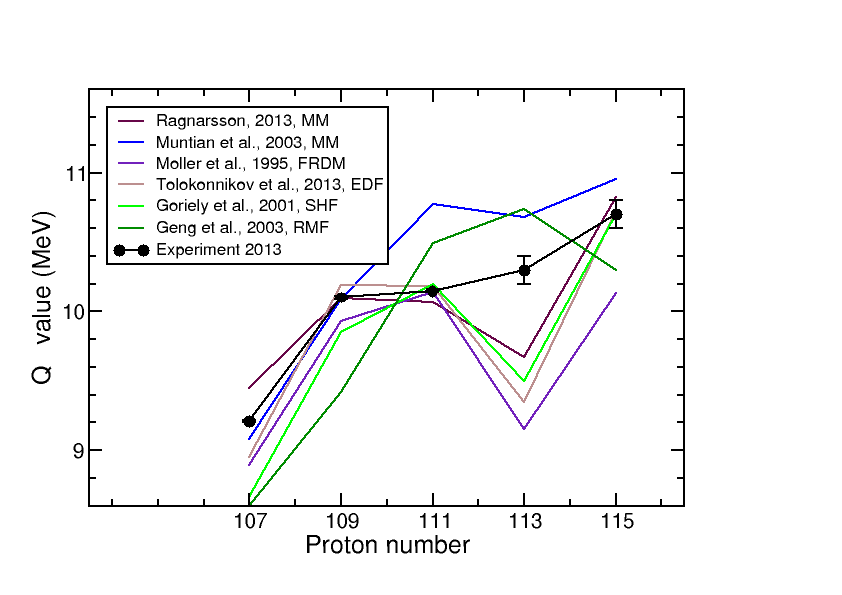 Ragnarsson, 2013, MM
Muntian et al., 2003, MM
Moller et al., 1995, FRDM
Tolokonnikov et al., 2013, EDF
Goriely et al., 2001, SHF
Geng et al., 2003, RMF
Experiment 2013
11
10
9
Q value (MeV)
107 109 111 113 115
Proton number